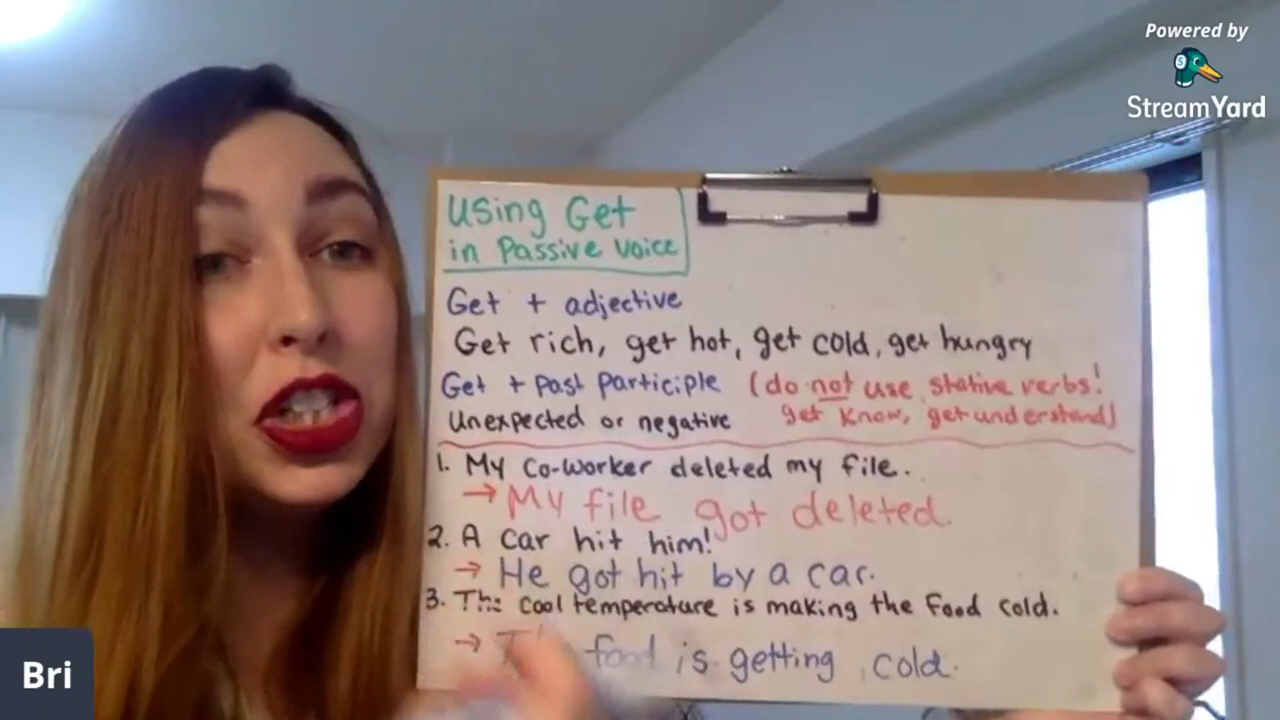 Powered by
StreamYard
Using Get
in Passive voice
Get + adjective
Get rich, get hot, get cold, get hungry
Get + Past Participle (do not use stative verbs!
Unexpected or negative get know, get understand)
1. My co-worker deleted my file.
→ My file got deleted.
2. A car hit him!
→ He got hit by a car.
3. The cool temperature is making the food cold.
→ food is getting cold.
Bri